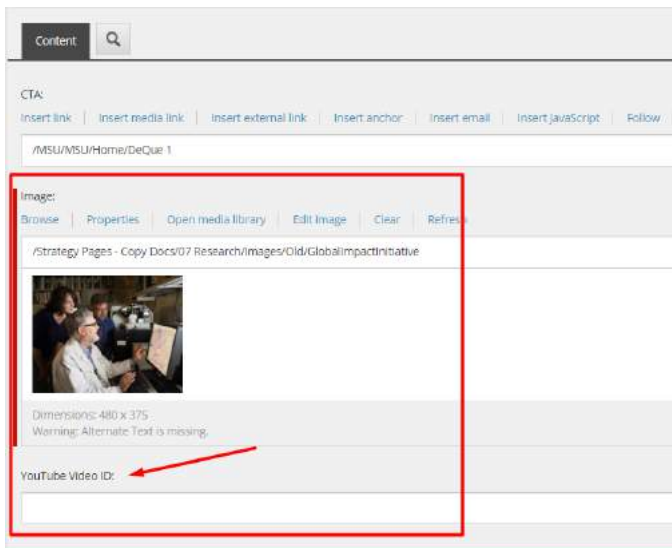 Content
CTA:
Insert link | Insert media link | Insert external link | Insert anchor | Insert email | Insert JavaScript | Follow
/MSU/MSU/Home/DeQue 1
Image:
Browse | Properties | Open media library | Edit image | Clear | Refresh
/Strategy Pages - Copy Docs/07 Research/Images/Old/GlobalImpactInitiative
Dimensions: 480 x 375
Warning: Alternate Text is missing.
YouTube Video ID: